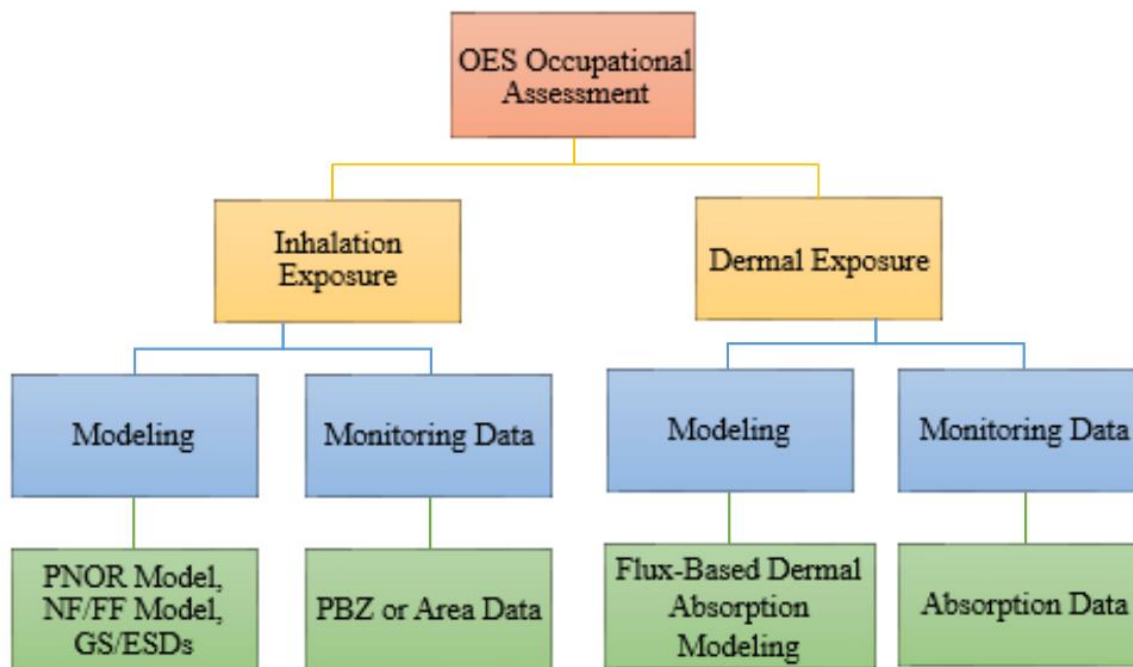 OES Occupational
Assessment
Inhalation
Exposure
Dermal Exposure
Modeling
Monitoring Data
Modeling
Monitoring Data
PNOR Model,
NF/FF Model,
GS/ESDs
PBZ or Area Data
Flux-Based Dermal
Absorption
Modeling
Absorption Data